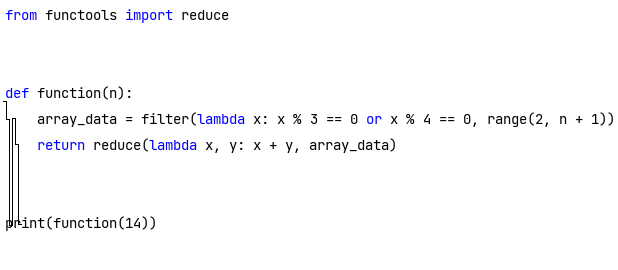 from functools import reduce
def function(n):
    array_data = filter(lambda x: x % 3 == 0 or x % 4 == 0, range(2, n + 1))
    return reduce(lambda x, y: x + y, array_data)
print(function(14))